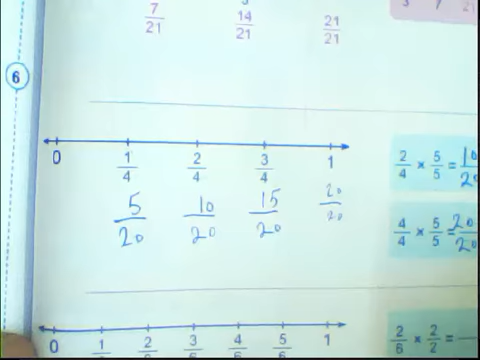 7/21 14/21 21/21
6
0 1/4 2/4 3/4 1
5/20 10/20 15/20 20/20
2/4 × 5/5 = 10/20
4/4 × 5/5 = 20/20
0 1 2 3 4 5 1
2/6 × 2/2 =